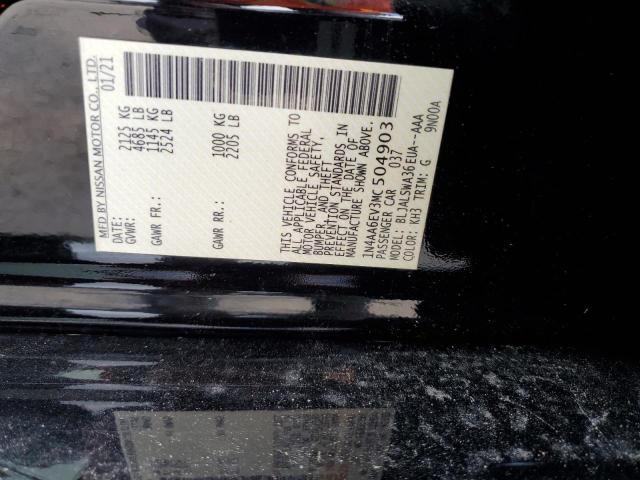 MFD BY NISSAN MOTOR CO., LTD.
01/21
GVWR: 2125 KG
4685 LB
GAWR FR.: 1145 KG
2524 LB
GAWR RR.: 1000 KG
2205 LB
THIS VEHICLE CONFORMS TO
ALL APPLICABLE FEDERAL
MOTOR VEHICLE SAFETY,
BUMPER, AND THEFT
PREVENTION STANDARDS IN
EFFECT ON THE DATE OF
MANUFACTURE SHOWN ABOVE.
1N4AA6EV3MC504903
PASSENGER CAR 037
MODEL: BLJALSWA36EUA--AAA
COLOR: KH3 TRIM: G 9N00A